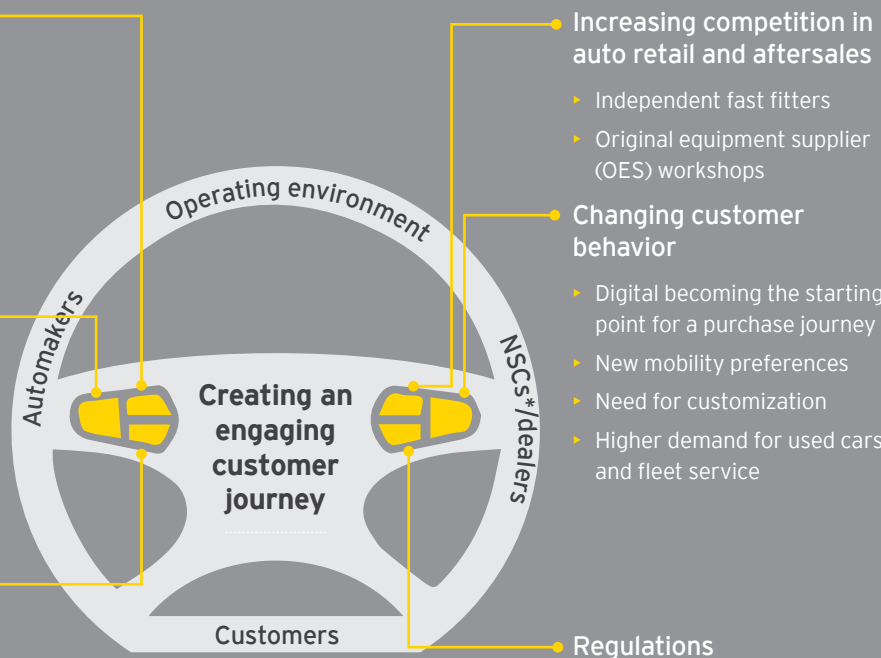 Increasing competition in
auto retail and aftersales
Independent fast fitters
Original equipment supplier
(OES) workshops
Changing customer
behavior
Digital becoming the starting
point for a purchase journey
New mobility preferences
Need for customization
Higher demand for used cars
and fleet service
Regulations
Operating environment
Automakers
NSCs*/dealers
Creating an
engaging
customer
journey
Customers